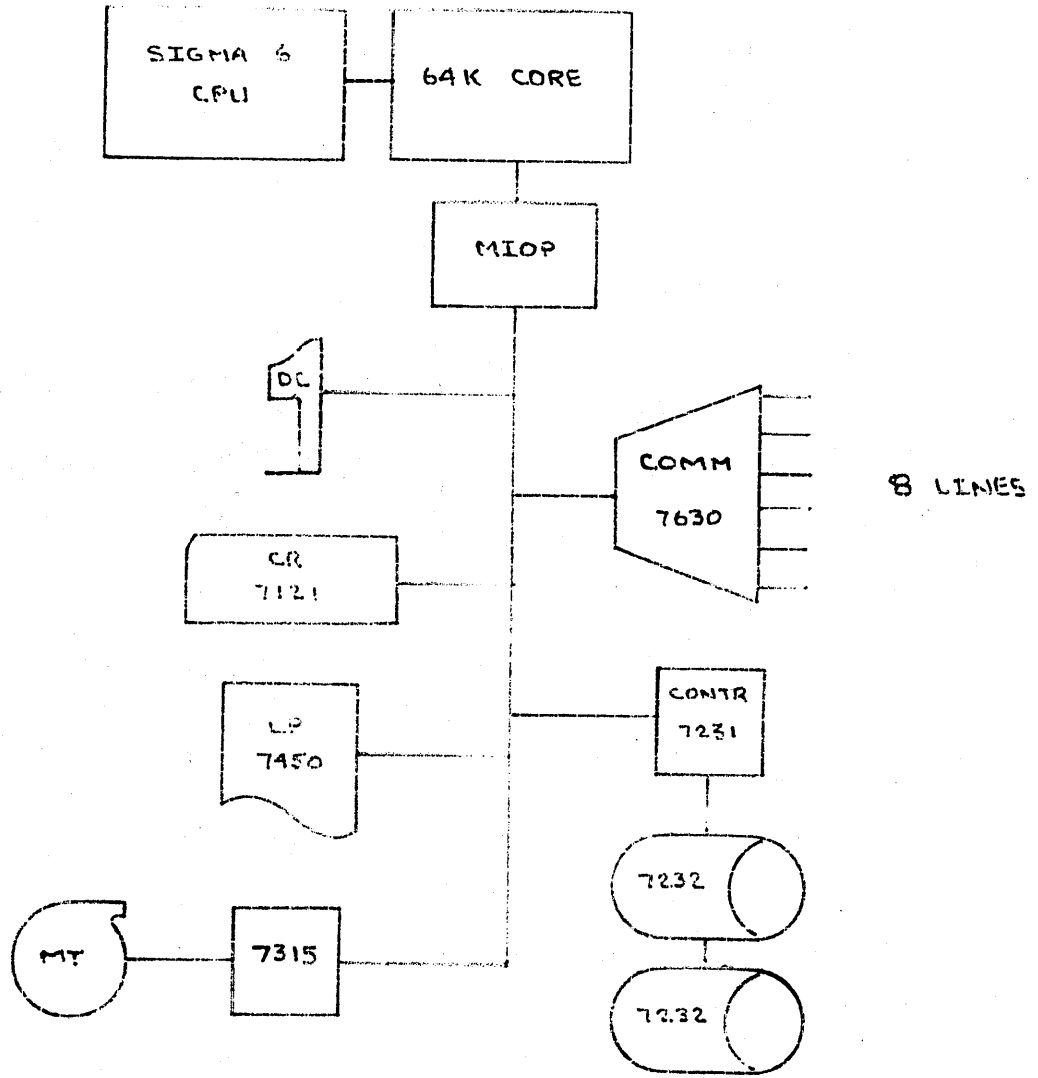 SIGMA 6
CPU
64K CORE
MIOP
DC
COMM
7630
8 LINES
CR
7121
CONTR
7231
LP
7450
7232
MT
7315
7232